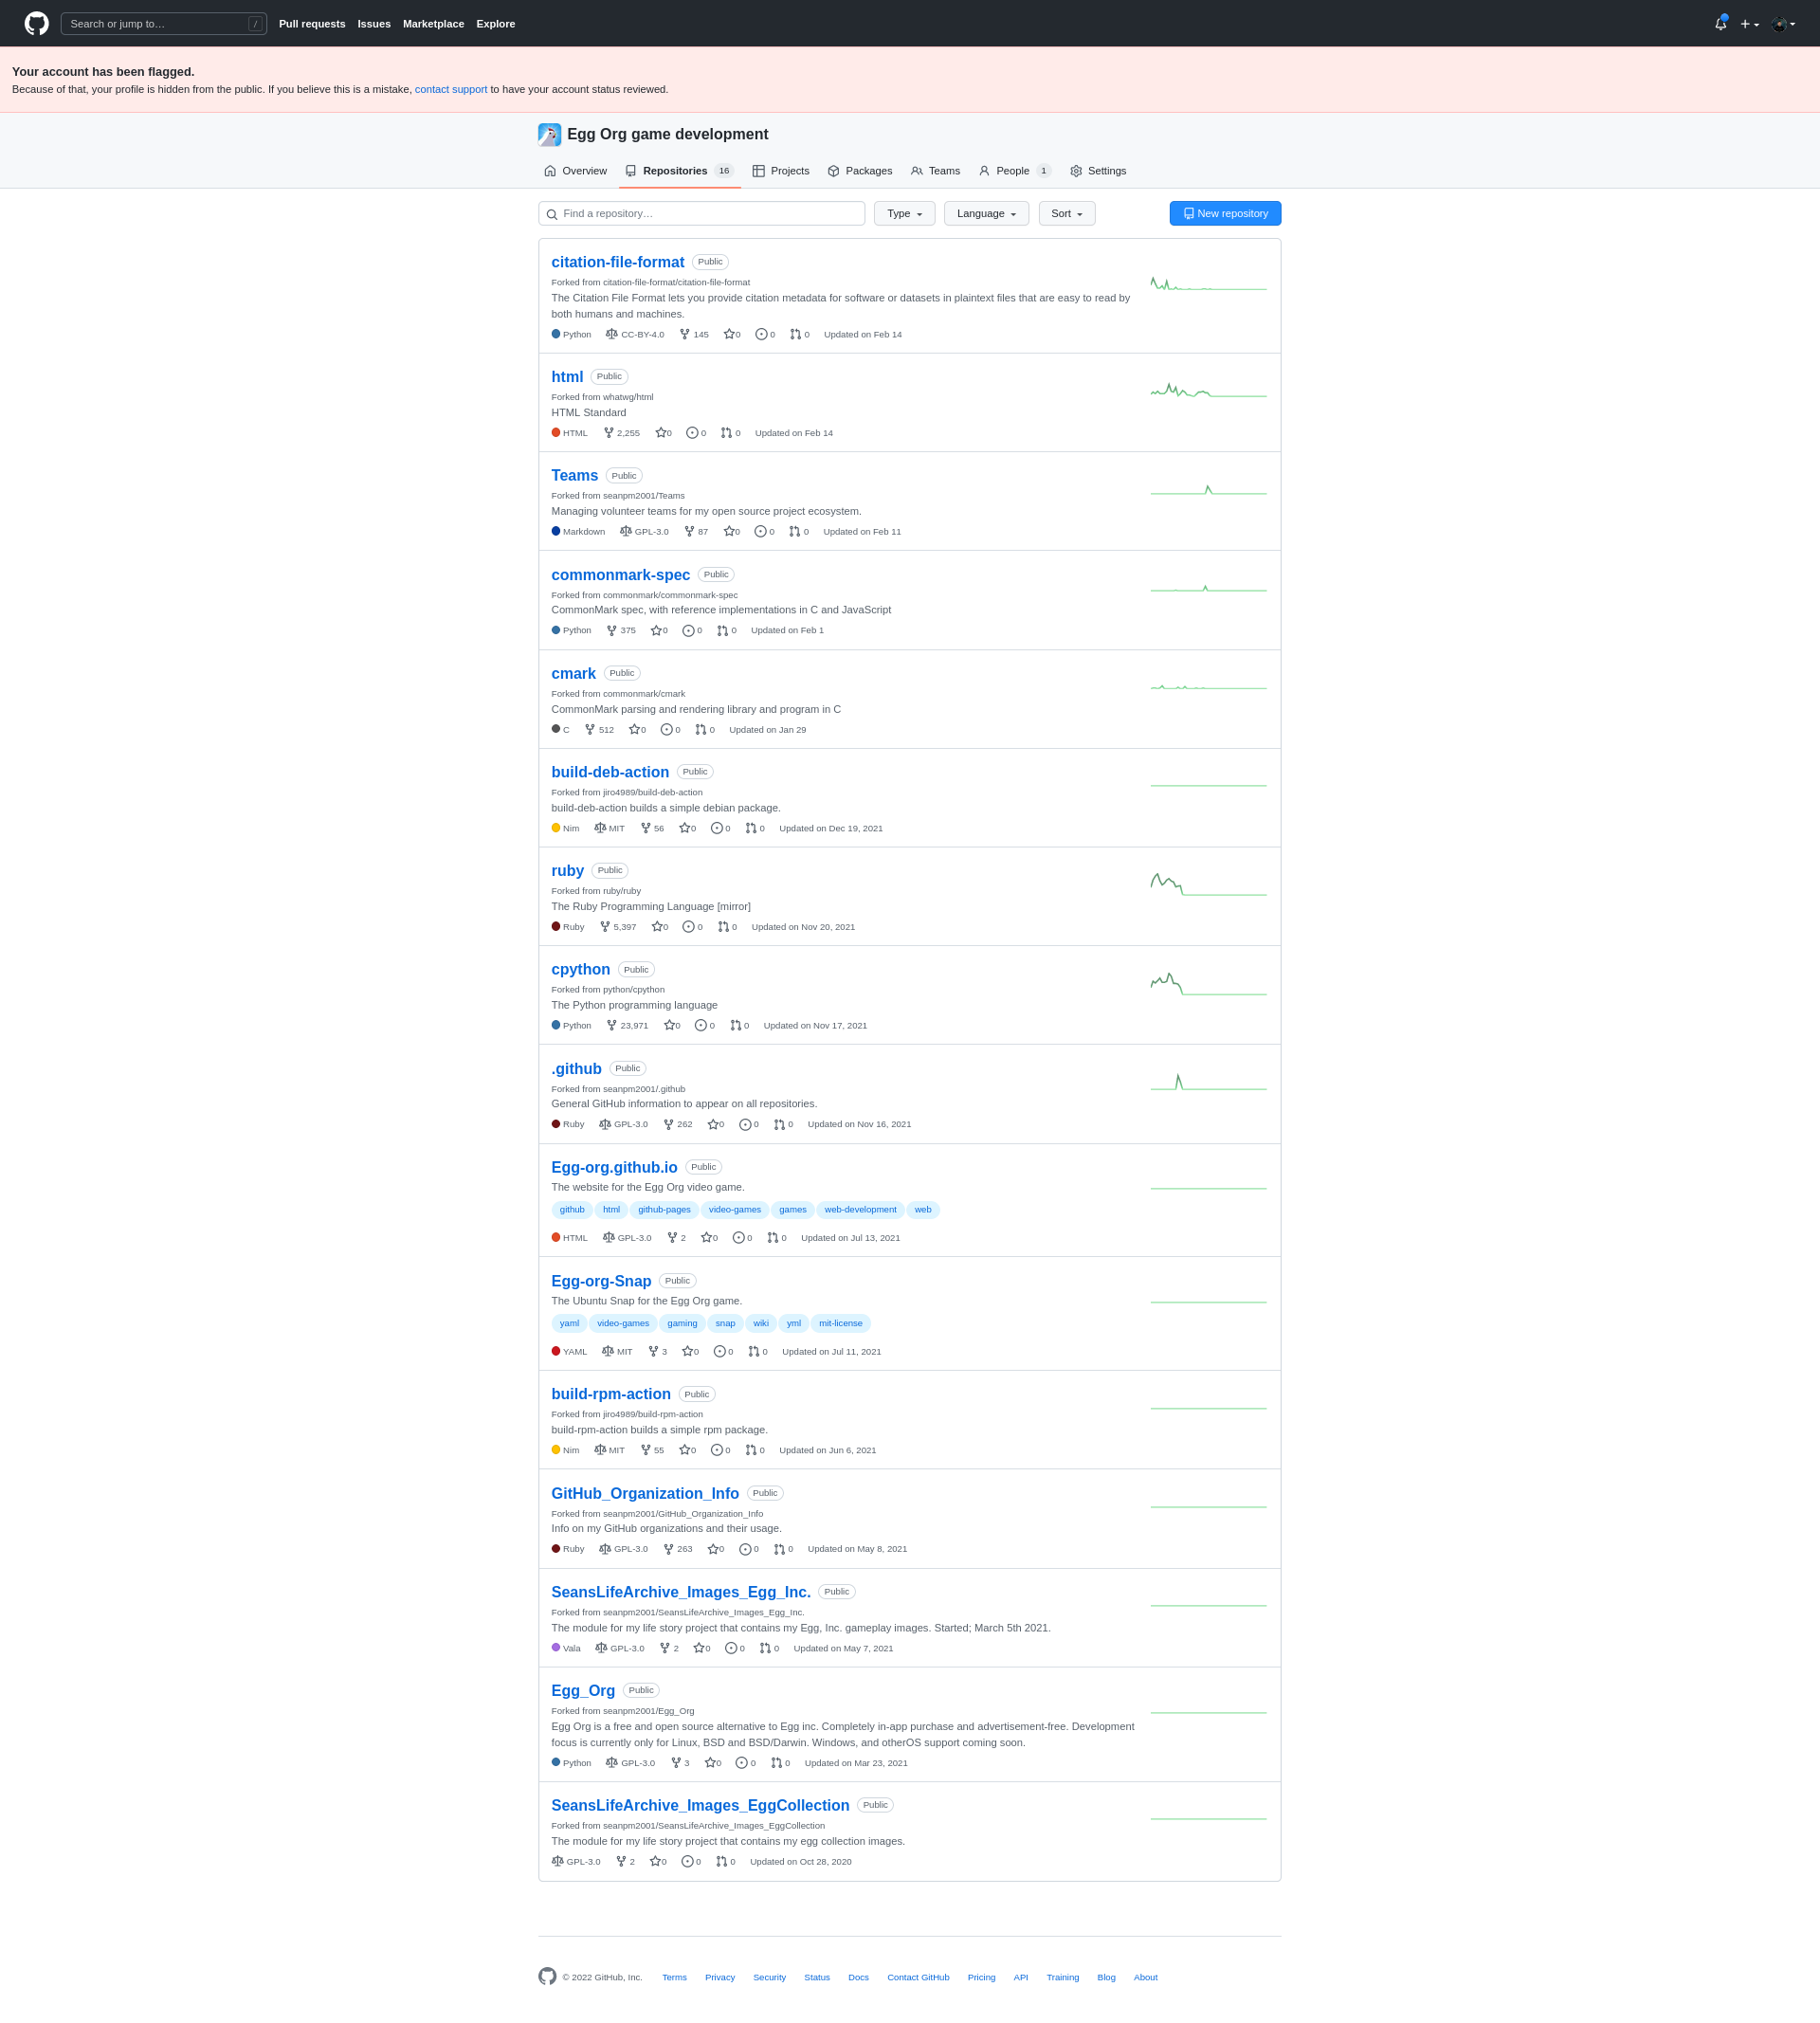 Search or jump to… /
Pull requests Issues Marketplace Explore
Your account has been flagged.
Because of that, your profile is hidden from the public. If you believe this is a mistake, contact support to have your account status reviewed.
Egg Org game development
Overview Repositories 16 Projects Packages Teams People 1 Settings
Find a repository… Type Language Sort New repository
citation-file-format Public
Forked from citation-file-format/citation-file-format
The Citation File Format lets you provide citation metadata for software or datasets in plaintext files that are easy to read by
both humans and machines.
Python CC-BY-4.0 145 0 0 0 Updated on Feb 14
html Public
Forked from whatwg/html
HTML Standard
HTML 2,255 0 0 0 Updated on Feb 14
Teams Public
Forked from seanpm2001/Teams
Managing volunteer teams for my open source project ecosystem.
Markdown GPL-3.0 87 0 0 0 Updated on Feb 11
commonmark-spec Public
Forked from commonmark/commonmark-spec
CommonMark spec, with reference implementations in C and JavaScript
Python 375 0 0 0 Updated on Feb 1
cmark Public
Forked from commonmark/cmark
CommonMark parsing and rendering library and program in C
C 512 0 0 0 Updated on Jan 29
build-deb-action Public
Forked from jiro4989/build-deb-action
build-deb-action builds a simple debian package.
Nim MIT 56 0 0 0 Updated on Dec 19, 2021
ruby Public
Forked from ruby/ruby
The Ruby Programming Language [mirror]
Ruby 5,397 0 0 0 Updated on Nov 20, 2021
cpython Public
Forked from python/cpython
The Python programming language
Python 23,971 0 0 0 Updated on Nov 17, 2021
.github Public
Forked from seanpm2001/.github
General GitHub information to appear on all repositories.
Ruby GPL-3.0 262 0 0 0 Updated on Nov 16, 2021
Egg-org.github.io Public
The website for the Egg Org video game.
github html github-pages video-games games web-development web
HTML GPL-3.0 2 0 0 0 Updated on Jul 13, 2021
Egg-org-Snap Public
The Ubuntu Snap for the Egg Org game.
yaml video-games gaming snap wiki yml mit-license
YAML MIT 3 0 0 0 Updated on Jul 11, 2021
build-rpm-action Public
Forked from jiro4989/build-rpm-action
build-rpm-action builds a simple rpm package.
Nim MIT 55 0 0 0 Updated on Jun 6, 2021
GitHub_Organization_Info Public
Forked from seanpm2001/GitHub_Organization_Info
Info on my GitHub organizations and their usage.
Ruby GPL-3.0 263 0 0 0 Updated on May 8, 2021
SeansLifeArchive_Images_Egg_Inc. Public
Forked from seanpm2001/SeansLifeArchive_Images_Egg_Inc.
The module for my life story project that contains my Egg, Inc. gameplay images. Started; March 5th 2021.
Vala GPL-3.0 2 0 0 0 Updated on May 7, 2021
Egg_Org Public
Forked from seanpm2001/Egg_Org
Egg Org is a free and open source alternative to Egg inc. Completely in-app purchase and advertisement-free. Development
focus is currently only for Linux, BSD and BSD/Darwin. Windows, and otherOS support coming soon.
Python GPL-3.0 3 0 0 0 Updated on Mar 23, 2021
SeansLifeArchive_Images_EggCollection Public
Forked from seanpm2001/SeansLifeArchive_Images_EggCollection
The module for my life story project that contains my egg collection images.
GPL-3.0 2 0 0 0 Updated on Oct 28, 2020
© 2022 GitHub, Inc. Terms Privacy Security Status Docs Contact GitHub Pricing API Training Blog About